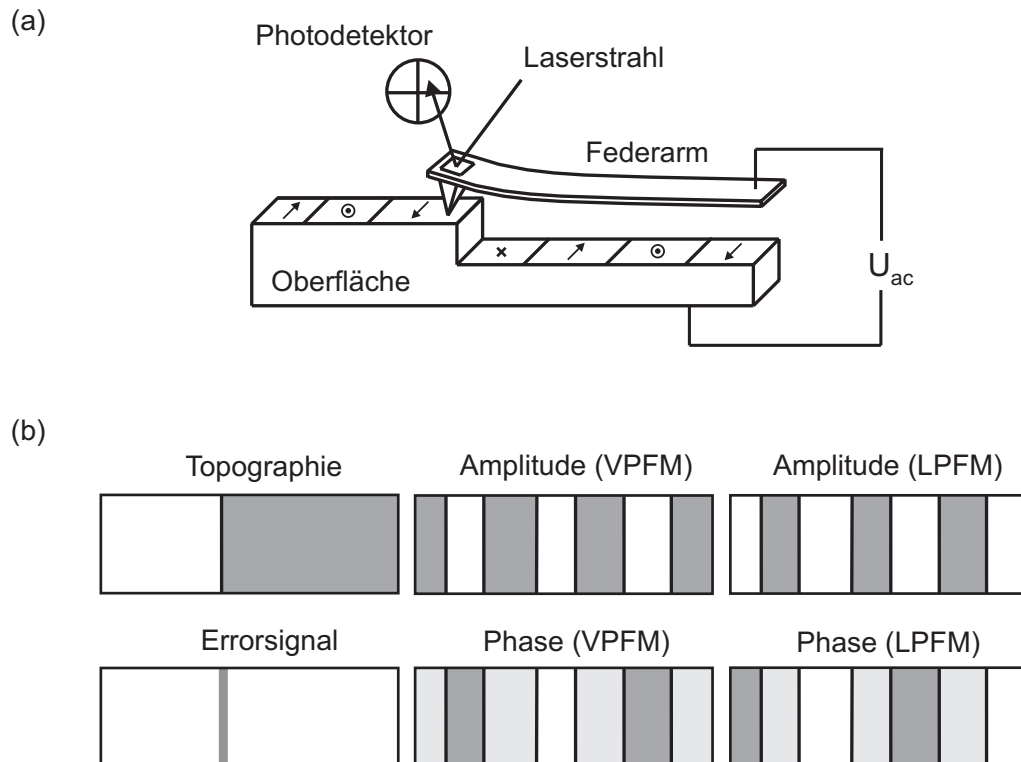 (a)
Photodetektor
Laserstrahl
Federarm
Oberfläche
U_ac
(b)
Topographie
Amplitude (VPFM)
Amplitude (LPFM)
Errorsignal
Phase (VPFM)
Phase (LPFM)